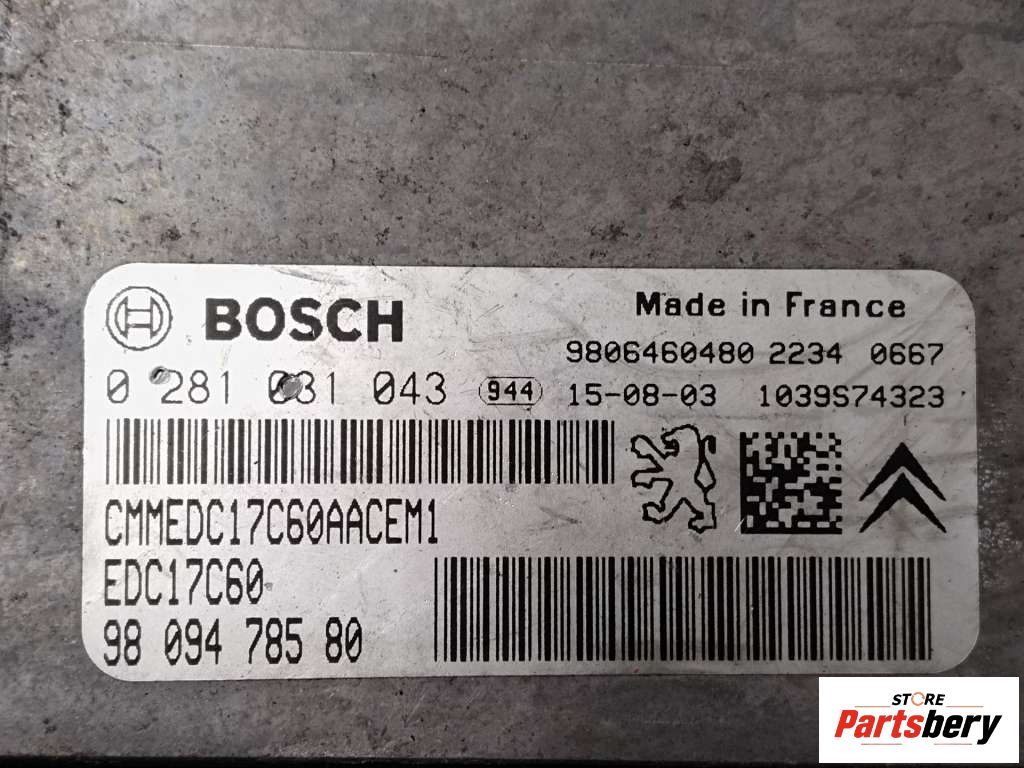 BOSCH
Made in France
9806460480 2234 0667
0 281 031 043 944 15-08-03 1039S74323
CMMEDC17C60AACEM1
EDC17C60
98 094 785 80
STORE
Partsbery